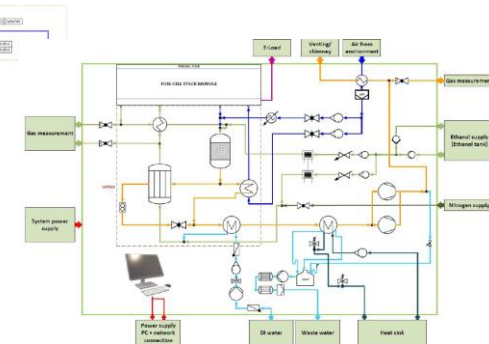 E-Load
Venting/
chimney
Air from
environment
FUEL CELL STACK MODULE
Gas measurement
Gas measurement
Ethanol supply
(Ethanol tank)
Nitrogen supply
System power
supply
Power supply
PC + network
connection
DI water
Waste water
Heat sink